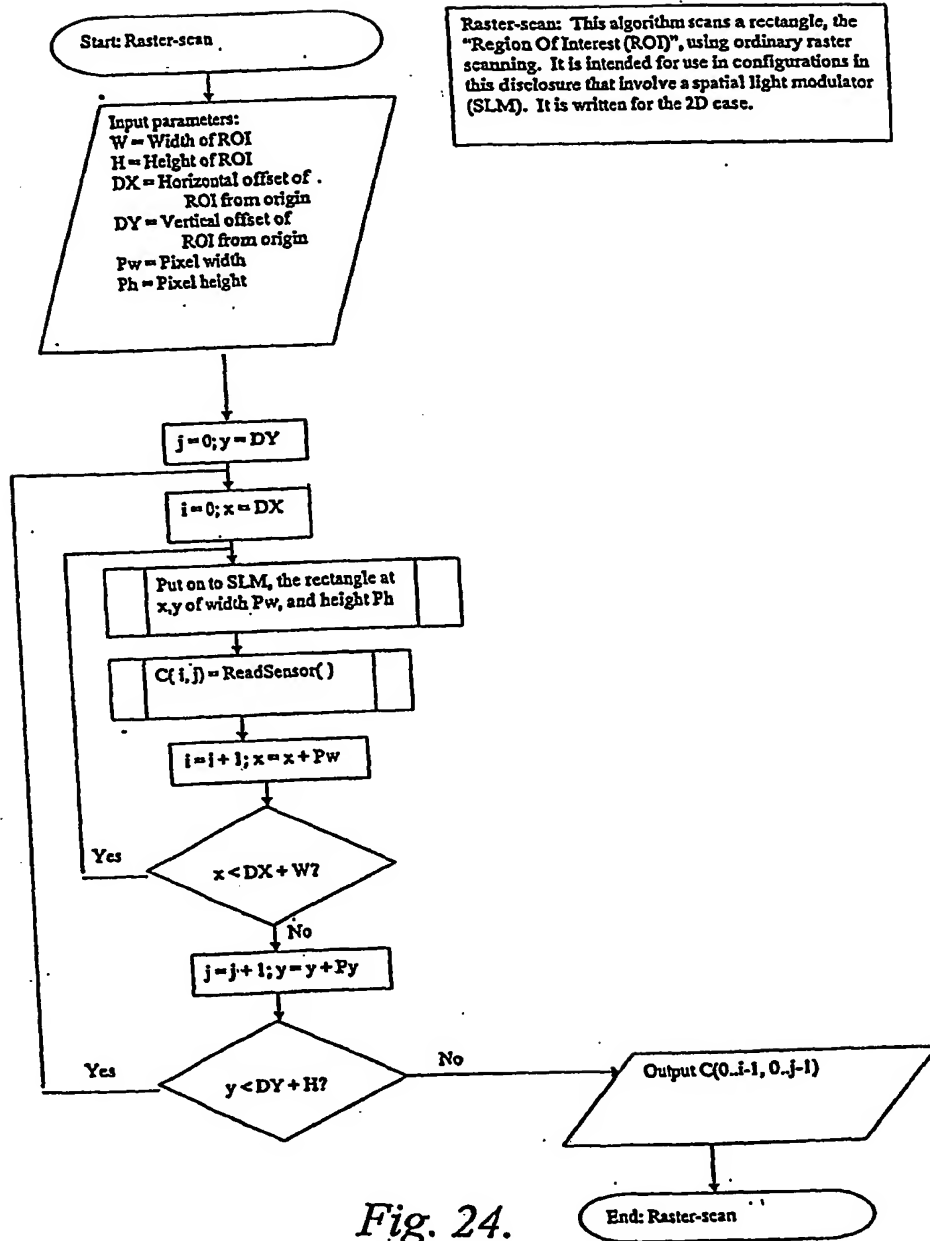 Start: Raster-scan
Raster-scan: This algorithm scans a rectangle, the
“Region Of Interest (ROI)”, using ordinary raster
scanning. It is intended for use in configurations in
this disclosure that involve a spatial light modulator
(SLM). It is written for the 2D case.
Input parameters:
W = Width of ROI
H = Height of ROI
DX = Horizontal offset of
ROI from origin
DY = Vertical offset of
ROI from origin
Pw = Pixel width
Ph = Pixel height
j = 0; y = DY
i = 0; x = DX
Put on to SLM, the rectangle at
x,y of width Pw, and height Ph
C( i, j) = ReadSensor( )
i = i + 1; x = x + Pw
Yes
x < DX + W?
No
j = j + 1; y = y + Py
Yes
y < DY + H?
No
Output C(0..i-1, 0..j-1)
End: Raster-scan
Fig. 24.